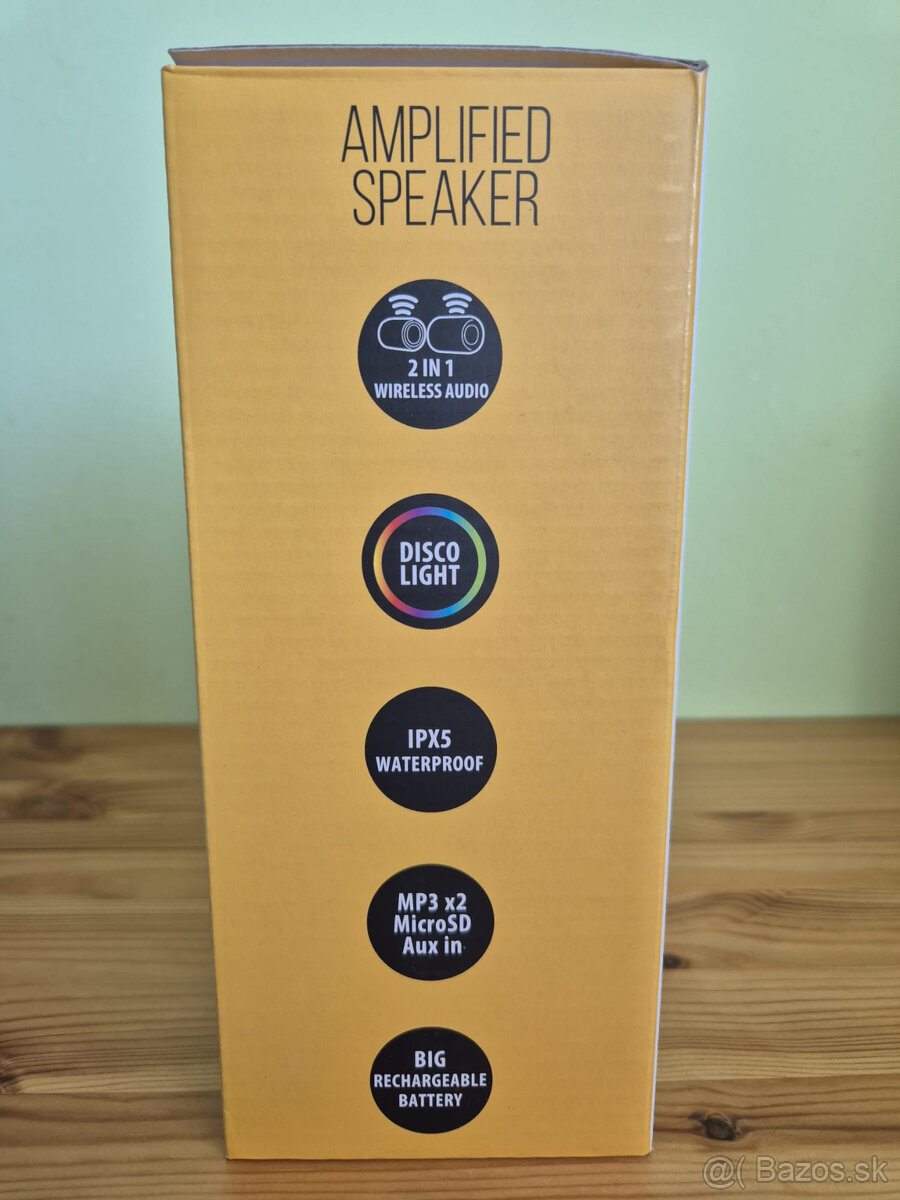 AMPLIFIED
SPEAKER
2 IN 1
WIRELESS AUDIO
DISCO
LIGHT
IPX5
WATERPROOF
MP3 x2
MicroSD
Aux in
BIG
RECHARGEABLE
BATTERY
@( Bazos.sk